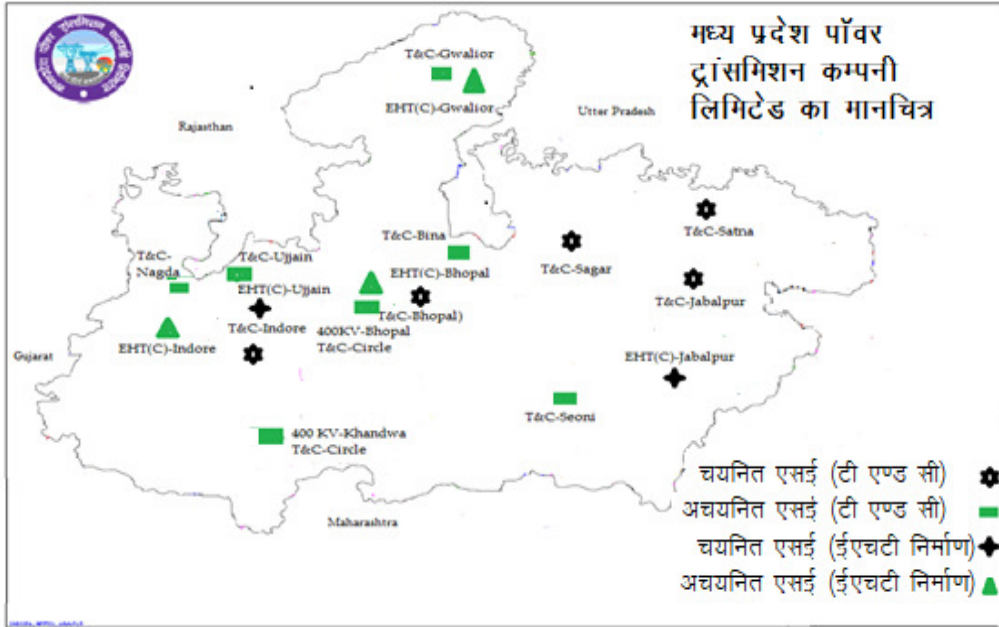 मध्य प्रदेश पॉवर
ट्रांसमिशन कम्पनी
लिमिटेड का मानचित्र
T&C-Gwalior
EHT(C)-Gwalior
Rajasthan
Utter Pradesh
T&C-Satna
T&C-Bina
T&C-Sagar
T&C-
Nagda
T&C-Ujjain
EHT(C)-Bhopal
EHT(C)-Ujjain
T&C-Jabalpur
T&C-Bhopal)
T&C-Indore
400KV-Bhopal
T&C-Circle
EHT(C)-Indore
Gujarat
EHT(C)-Jabalpur
T&C-Seoni
400 KV-Khandwa
T&C-Circle
Maharashtra
चयनित एसई (टी एण्ड सी)
अचयनित एसई (टी एण्ड सी)
चयनित एसई (ईएचटी निर्माण)
अचयनित एसई (ईएचटी निर्माण)